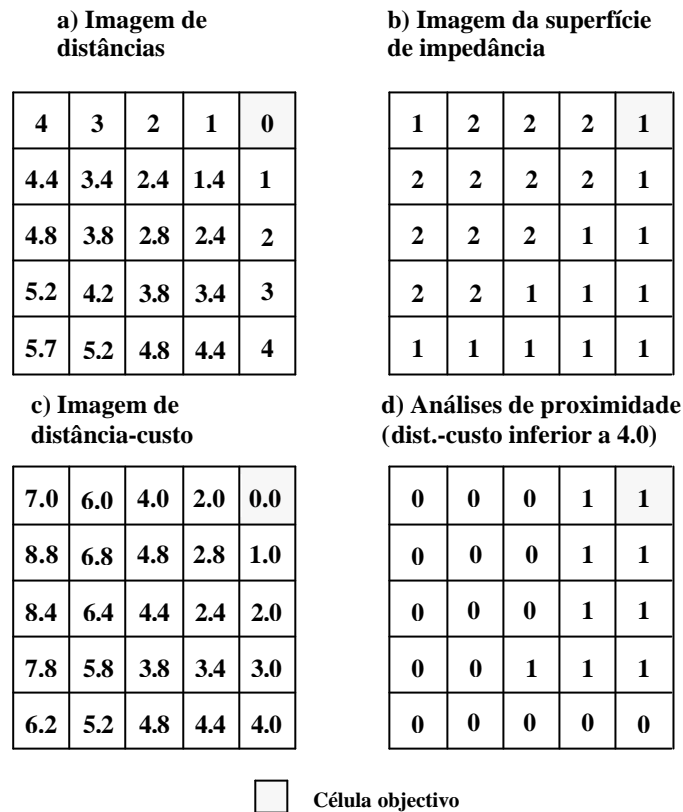 a) Imagem de
distâncias
b) Imagem da superfície
de impedância
4 3 2 1 0
4.4 3.4 2.4 1.4 1
4.8 3.8 2.8 2.4 2
5.2 4.2 3.8 3.4 3
5.7 5.2 4.8 4.4 4
1 2 2 2 1
2 2 2 2 1
2 2 2 1 1
2 2 1 1 1
1 1 1 1 1
c) Imagem de
distância-custo
d) Análises de proximidade
(dist.-custo inferior a 4.0)
7.0 6.0 4.0 2.0 0.0
8.8 6.8 4.8 2.8 1.0
8.4 6.4 4.4 2.4 2.0
7.8 5.8 3.8 3.4 3.0
6.2 5.2 4.8 4.4 4.0
0 0 0 1 1
0 0 0 1 1
0 0 0 1 1
0 0 1 1 1
0 0 0 0 0
Célula objectivo